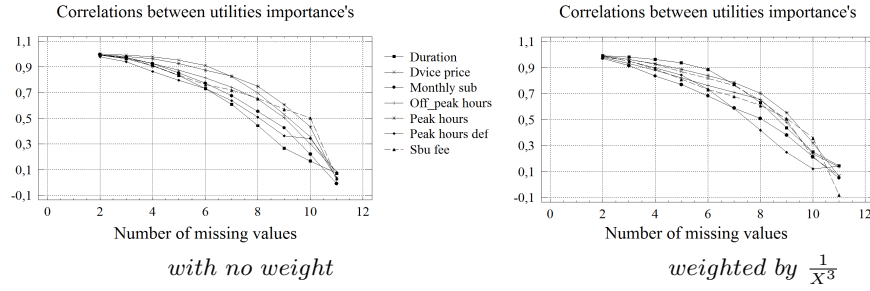 Correlations between utilities importance's
1,1
0,9
0,7
0,5
0,3
0,1
-0,1
0 2 4 6 8 10 12
Number of missing values
with no weight
Duration
Dvice price
Monthly sub
Off_peak hours
Peak hours
Peak hours def
Sbu fee
Correlations between utilities importance's
1,1
0,9
0,7
0,5
0,3
0,1
-0,1
0 2 4 6 8 10 12
Number of missing values
weighted by 1/X³